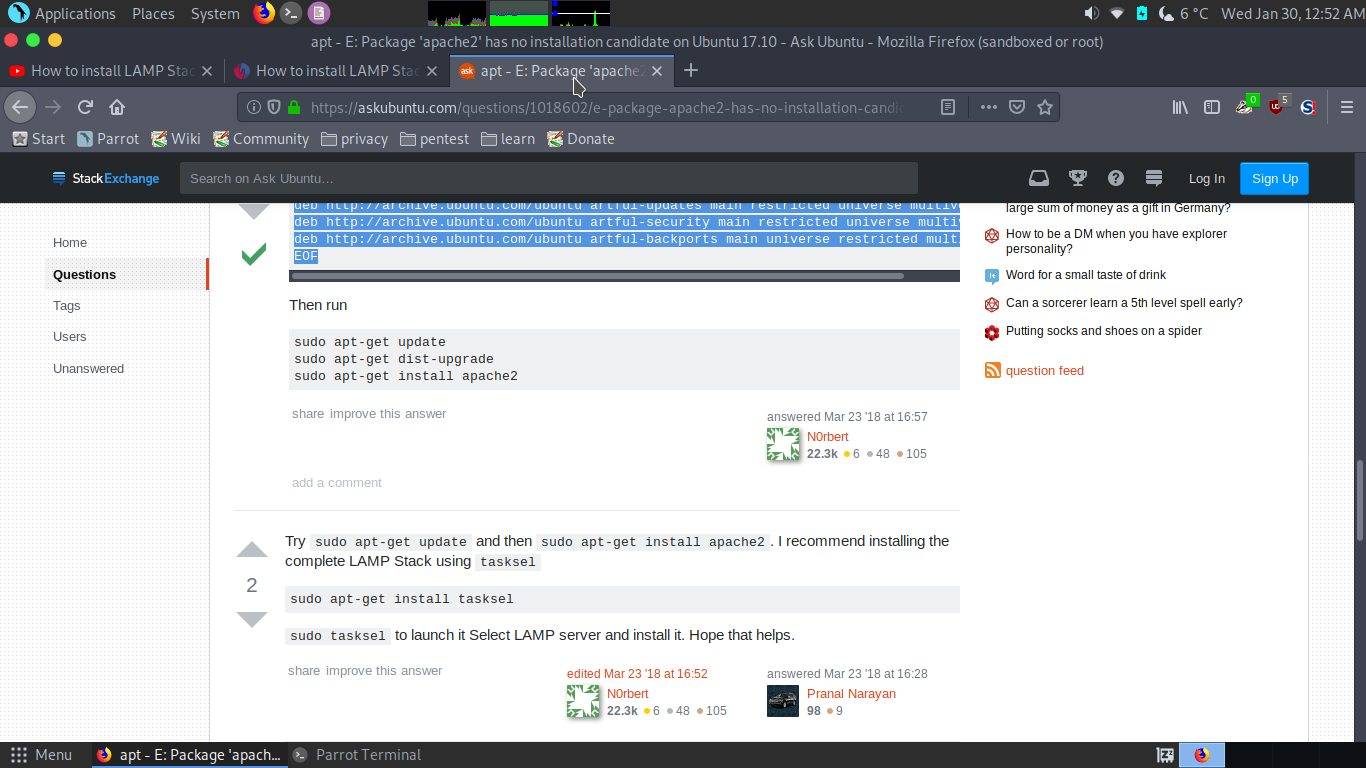 Applications Places System 6 °C Wed Jan 30, 12:52 AM
apt - E: Package 'apache2' has no installation candidate on Ubuntu 17.10 - Ask Ubuntu - Mozilla Firefox (sandboxed or root)
How to install LAMP Stac How to install LAMP Stac ask apt - E: Package 'apache2
https://askubuntu.com/questions/1018602/e-package-apache2-has-no-installation-candi 0 5
Start Parrot Wiki Community privacy pentest learn Donate
StackExchange Search on Ask Ubuntu… Log In Sign Up
Home
Questions
Tags
Users
Unanswered
deb http://archive.ubuntu.com/ubuntu artful-updates main restricted universe multiv
deb http://archive.ubuntu.com/ubuntu artful-security main restricted universe multi
deb http://archive.ubuntu.com/ubuntu artful-backports main universe restricted mult
EOF
Then run
sudo apt-get update
sudo apt-get dist-upgrade
sudo apt-get install apache2
share improve this answer
answered Mar 23 '18 at 16:57
N0rbert
22.3k 6 48 105
add a comment
2
Try sudo apt-get update and then sudo apt-get install apache2 . I recommend installing the
complete LAMP Stack using tasksel
sudo apt-get install tasksel
sudo tasksel to launch it Select LAMP server and install it. Hope that helps.
share improve this answer
edited Mar 23 '18 at 16:52
N0rbert
22.3k 6 48 105
answered Mar 23 '18 at 16:28
Pranal Narayan
98 9
large sum of money as a gift in Germany?
How to be a DM when you have explorer
personality?
Word for a small taste of drink
Can a sorcerer learn a 5th level spell early?
Putting socks and shoes on a spider
question feed
Menu apt - E: Package 'apach... Parrot Terminal